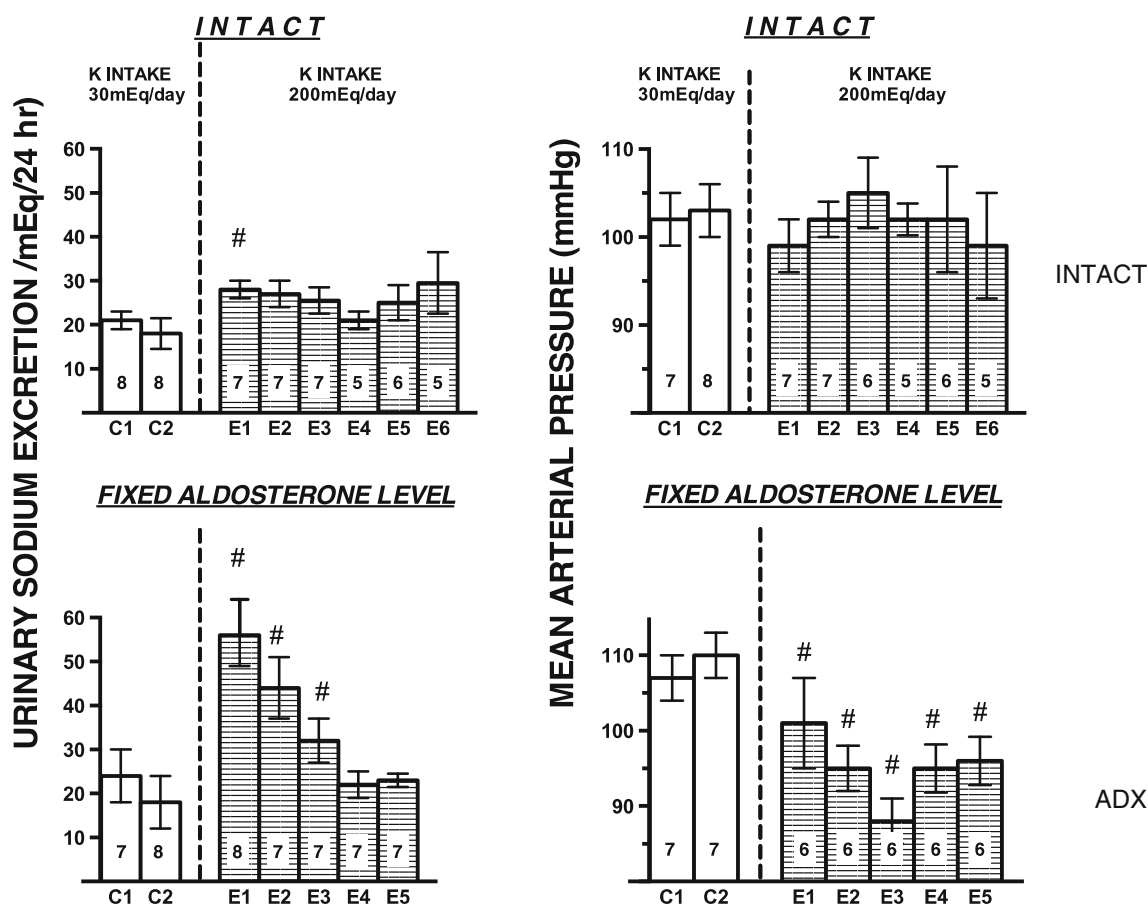 I N T A C T
K INTAKE
30mEq/day
K INTAKE
200mEq/day
URINARY SODIUM EXCRETION /mEq/24 hr)
60
50
40
30
20
10
#
8 8 7 7 7 5 6 5
C1 C2 E1 E2 E3 E4 E5 E6
I N T A C T
K INTAKE
30mEq/day
K INTAKE
200mEq/day
MEAN ARTERIAL PRESSURE (mmHg)
110
100
90
7 8 7 7 6 5 6 5
C1 C2 E1 E2 E3 E4 E5 E6
INTACT
FIXED ALDOSTERONE LEVEL
60
50
40
30
20
10
# # #
7 8 8 7 7 7 7
C1 C2 E1 E2 E3 E4 E5
FIXED ALDOSTERONE LEVEL
110
100
90
# # # # #
7 7 6 6 6 6 6
C1 C2 E1 E2 E3 E4 E5
ADX